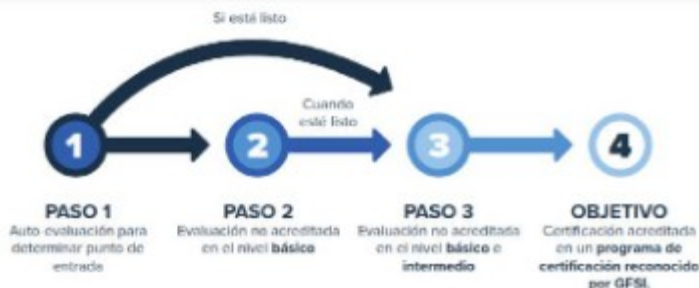 Si está listo
Cuando
esté listo
1
2
3
4
PASO 1
Auto evaluación para
determinar punto de
entrada
PASO 2
Evaluación no acreditada
en el nivel básico
PASO 3
Evaluación no acreditada
en el nivel básico e
intermedio
OBJETIVO
Certificación acreditada
en un programa de
certificación reconocido
por GFSI.